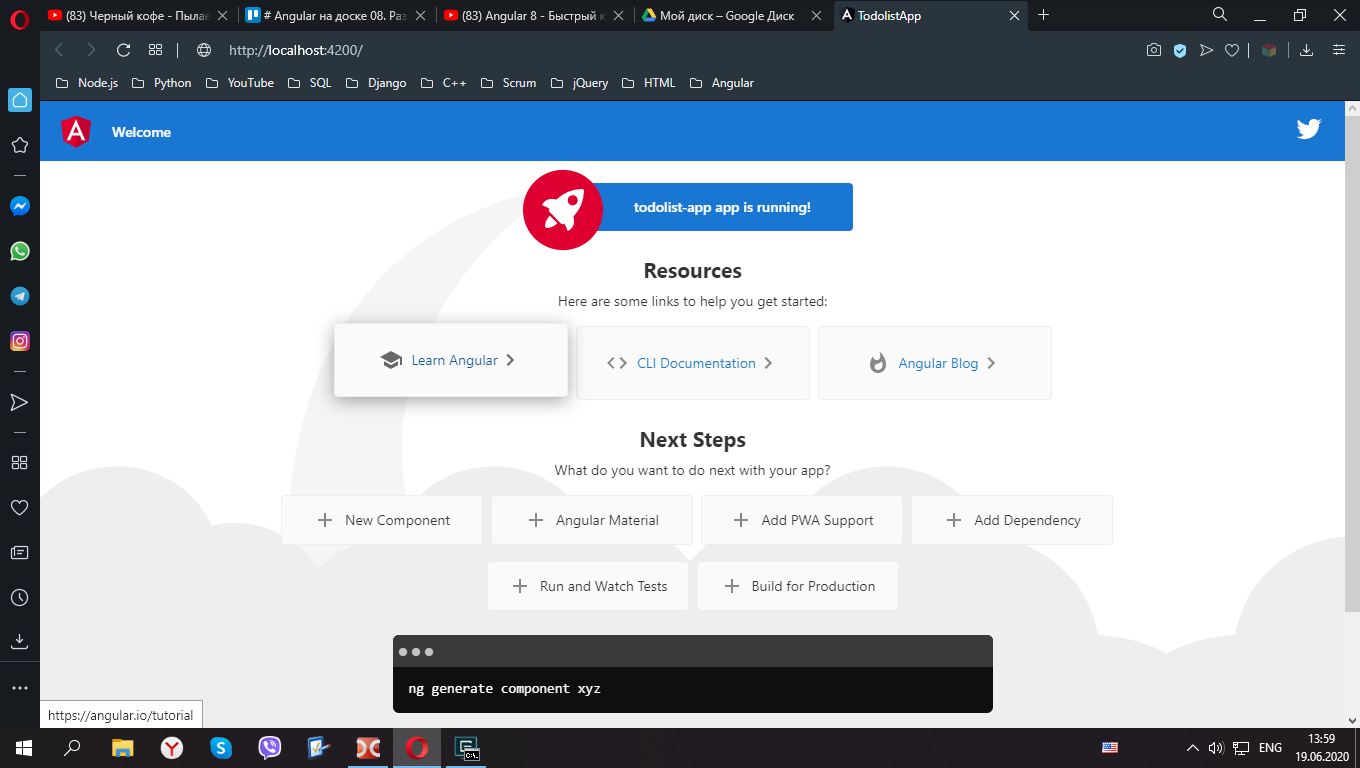 (83) Черный кофе - Пылае
# Angular на доске 08. Раз
(83) Angular 8 - Быстрый к
Мой диск – Google Диск
TodolistApp
http://localhost:4200/
Node.js
Python
YouTube
SQL
Django
C++
Scrum
jQuery
HTML
Angular
A
Welcome
todolist-app app is running!
Resources
Here are some links to help you get started:
Learn Angular
CLI Documentation
Angular Blog
Next Steps
What do you want to do next with your app?
New Component
Angular Material
Add PWA Support
Add Dependency
Run and Watch Tests
Build for Production
ng generate component xyz
https://angular.io/tutorial
ENG
13:59
19.06.2020